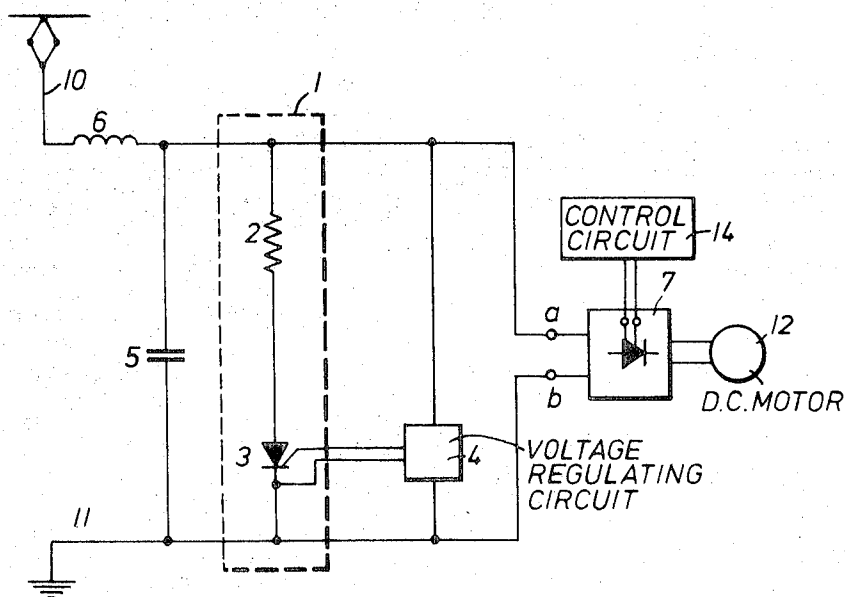 10
1
6
2
CONTROL
CIRCUIT
14
7
a
12
5
b
D.C. MOTOR
3
4
VOLTAGE
REGULATING
CIRCUIT
11